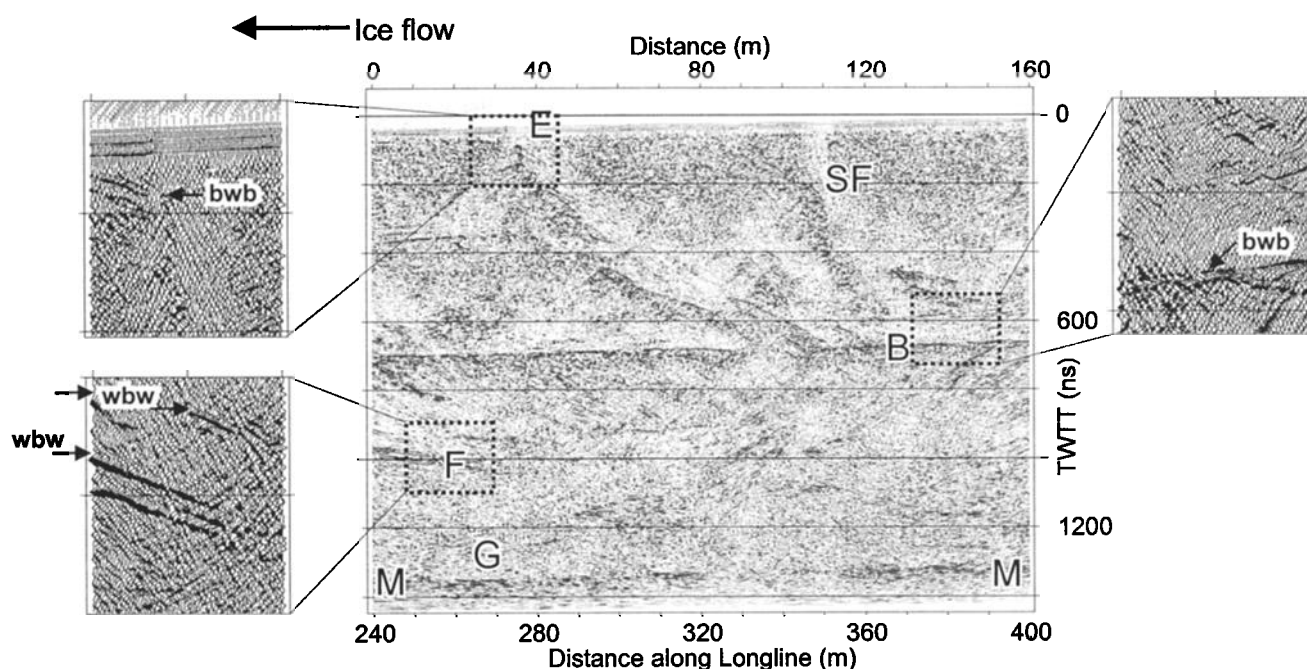 Ice flow
Distance (m)
0 40 80 120 160
E
0
SF
bwb
bwb
600
B
wbw
wbw
TWTT (ns)
F
1200
G
M M
240 280 320 360 400
Distance along Longline (m)